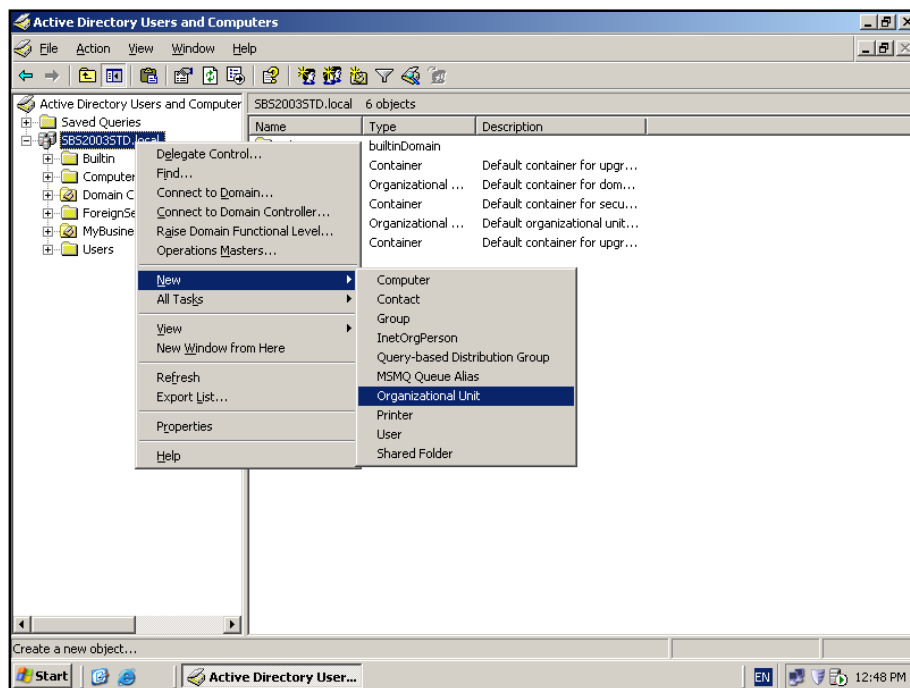 Active Directory Users and Computers
File Action View Window Help
Active Directory Users and Computer
Saved Queries
SBS2003STD.local
Builtin
Computer
Domain C
ForeignSe
MyBusine
Users
SBS2003STD.local 6 objects
Name Type Description
builtinDomain
Container Default container for upgr...
Organizational ... Default container for dom...
Container Default container for secu...
Organizational ... Default organizational unit...
Container Default container for upgr...
Delegate Control...
Find...
Connect to Domain...
Connect to Domain Controller...
Raise Domain Functional Level...
Operations Masters...
New
All Tasks
View
New Window from Here
Refresh
Export List...
Properties
Help
Computer
Contact
Group
InetOrgPerson
Query-based Distribution Group
MSMQ Queue Alias
Organizational Unit
Printer
User
Shared Folder
Create a new object...
Start Active Directory User... EN 12:48 PM